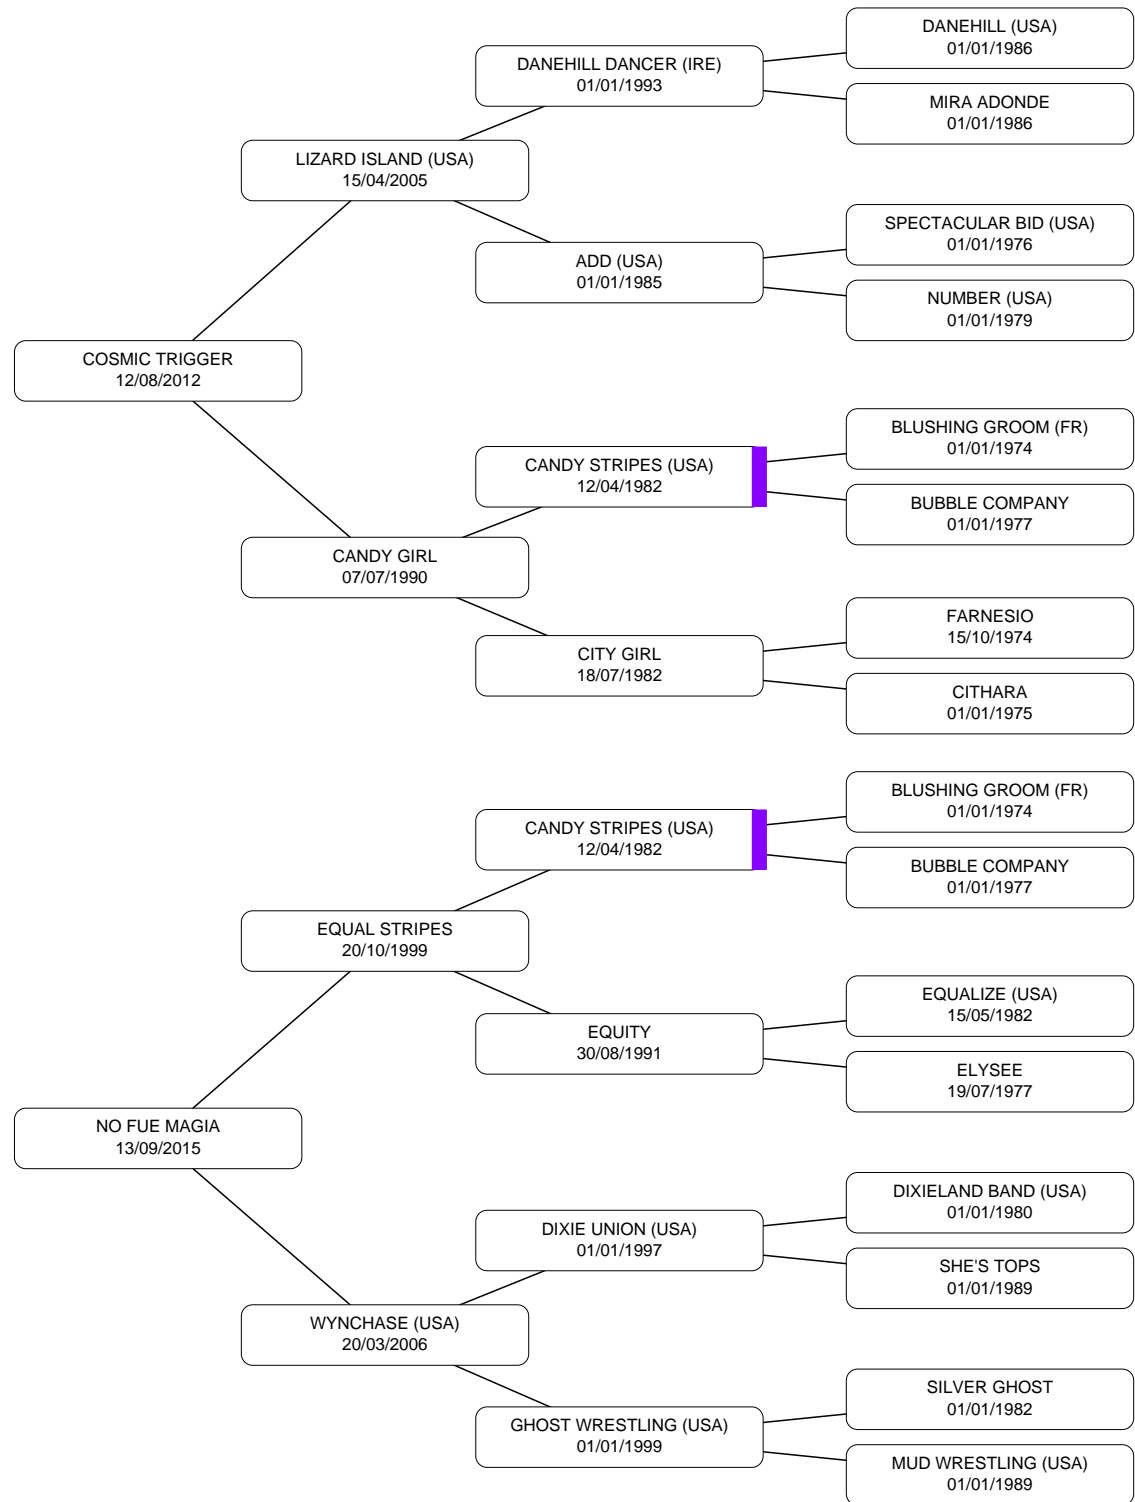 DANEHILL (USA)
01/01/1986
DANEHILL DANCER (IRE)
01/01/1993
MIRA ADONDE
01/01/1986
LIZARD ISLAND (USA)
15/04/2005
SPECTACULAR BID (USA)
01/01/1976
ADD (USA)
01/01/1985
NUMBER (USA)
01/01/1979
COSMIC TRIGGER
12/08/2012
BLUSHING GROOM (FR)
01/01/1974
CANDY STRIPES (USA)
12/04/1982
BUBBLE COMPANY
01/01/1977
CANDY GIRL
07/07/1990
FARNESIO
15/10/1974
CITY GIRL
18/07/1982
CITHARA
01/01/1975
BLUSHING GROOM (FR)
01/01/1974
CANDY STRIPES (USA)
12/04/1982
BUBBLE COMPANY
01/01/1977
EQUAL STRIPES
20/10/1999
EQUALIZE (USA)
15/05/1982
EQUITY
30/08/1991
ELYSEE
19/07/1977
NO FUE MAGIA
13/09/2015
DIXIELAND BAND (USA)
01/01/1980
DIXIE UNION (USA)
01/01/1997
SHE'S TOPS
01/01/1989
WYNCHASE (USA)
20/03/2006
SILVER GHOST
01/01/1982
GHOST WRESTLING (USA)
01/01/1999
MUD WRESTLING (USA)
01/01/1989